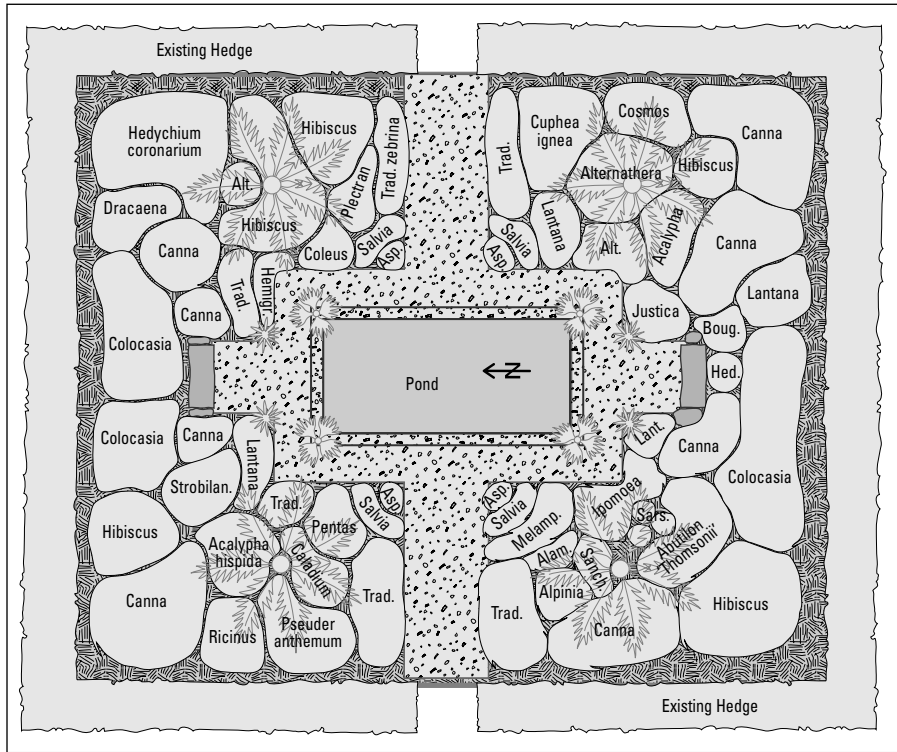 Existing Hedge
Hedychium
coronarium
Hibiscus
Trad. zebrina
Alt.
Plectran
Dracaena
Hibiscus
Canna
Coleus
Salvia
Asp.
Trad.
Hemigr.
Canna
Colocasia
Trad.
Cuphea
ignea
Cosmos
Canna
Alternathera
Hibiscus
Lantana
Acalypha
Salvia
Asp.
Alt.
Canna
Lantana
Justica
Boug.
Hed.
Pond
N
Colocasia
Canna
Lantana
Strobilan.
Trad.
Pentas
Salvia
Asp.
Hibiscus
Acalypha
hispida
Caladium
Canna
Trad.
Ricinus
Pseuder
anthemum
Lant.
Canna
Colocasia
Asp.
Salvia
Ipomoea
Sars.
Melamp.
Abutilon
Thomsonii
Alam.
Sanch.
Alpinia
Trad.
Canna
Hibiscus
Existing Hedge